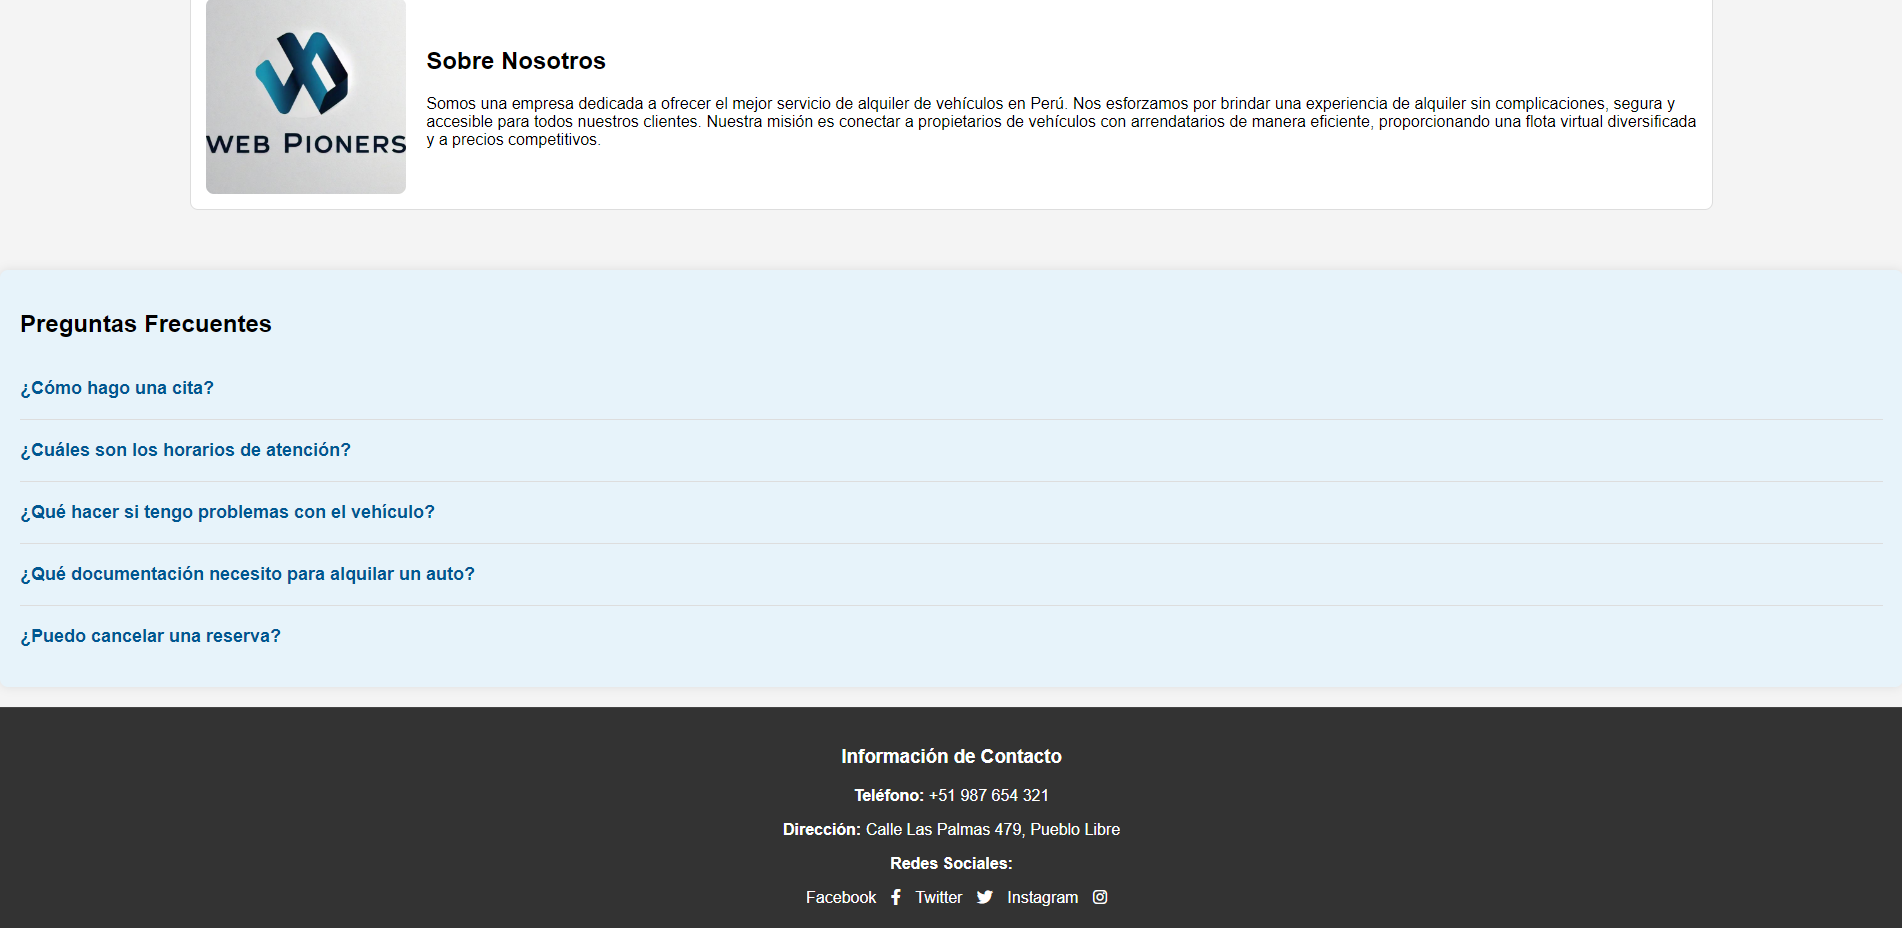 WEB PIONERS
Sobre Nosotros
Somos una empresa dedicada a ofrecer el mejor servicio de alquiler de vehículos en Perú. Nos esforzamos por brindar una experiencia de alquiler sin complicaciones, segura y
accesible para todos nuestros clientes. Nuestra misión es conectar a propietarios de vehículos con arrendatarios de manera eficiente, proporcionando una flota virtual diversificada
y a precios competitivos.
Preguntas Frecuentes
¿Cómo hago una cita?
¿Cuáles son los horarios de atención?
¿Qué hacer si tengo problemas con el vehículo?
¿Qué documentación necesito para alquilar un auto?
¿Puedo cancelar una reserva?
Información de Contacto
Teléfono: +51 987 654 321
Dirección: Calle Las Palmas 479, Pueblo Libre
Redes Sociales:
Facebook Twitter Instagram